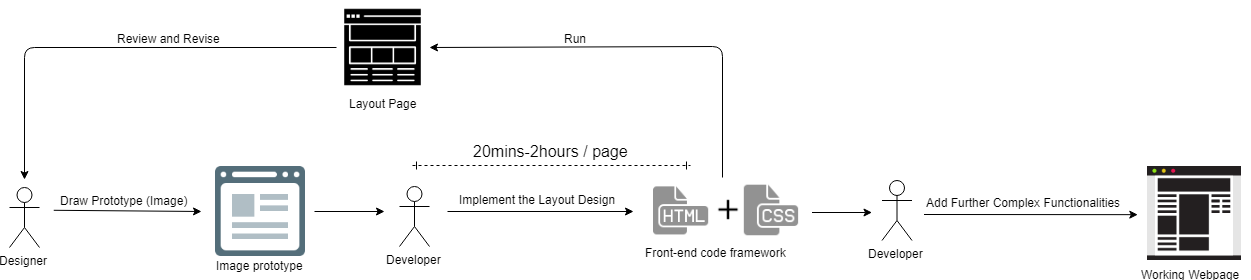 Review and Revise
Run
Layout Page
20mins-2hours / page
Draw Prototype (Image)
Implement the Layout Design
HTML
CSS
Add Further Complex Functionalities
Designer
Image prototype
Developer
Front-end code framework
Developer
Working Webpage